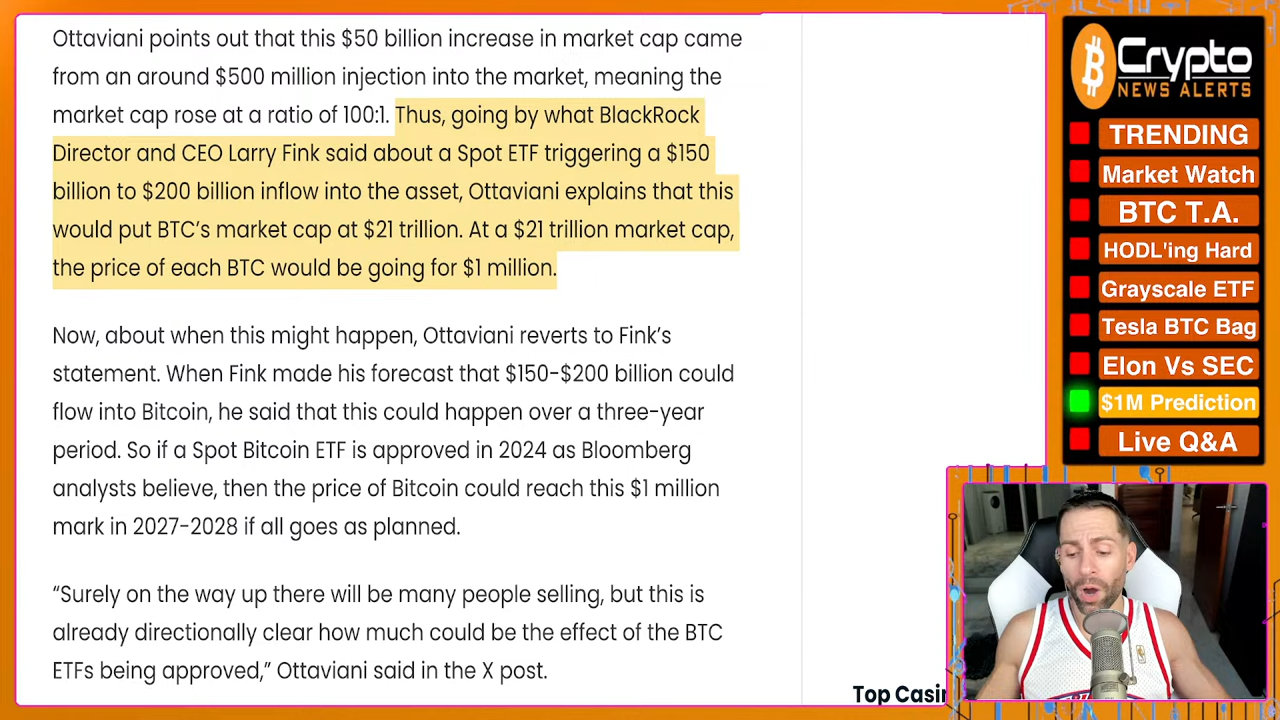 Ottaviani points out that this $50 billion increase in market cap came
from an around $500 million injection into the market, meaning the
market cap rose at a ratio of 100:1. Thus, going by what BlackRock
Director and CEO Larry Fink said about a Spot ETF triggering a $150
billion to $200 billion inflow into the asset, Ottaviani explains that this
would put BTC’s market cap at $21 trillion. At a $21 trillion market cap,
the price of each BTC would be going for $1 million.
Now, about when this might happen, Ottaviani reverts to Fink’s
statement. When Fink made his forecast that $150-$200 billion could
flow into Bitcoin, he said that this could happen over a three-year
period. So if a Spot Bitcoin ETF is approved in 2024 as Bloomberg
analysts believe, then the price of Bitcoin could reach this $1 million
mark in 2027-2028 if all goes as planned.
“Surely on the way up there will be many people selling, but this is
already directionally clear how much could be the effect of the BTC
ETFs being approved,” Ottaviani said in the X post.
Top Casin
Crypto
NEWS ALERTS
TRENDING
Market Watch
BTC T.A.
HODL'ing Hard
Grayscale ETF
Tesla BTC Bag
Elon Vs SEC
$1M Prediction
Live Q&A